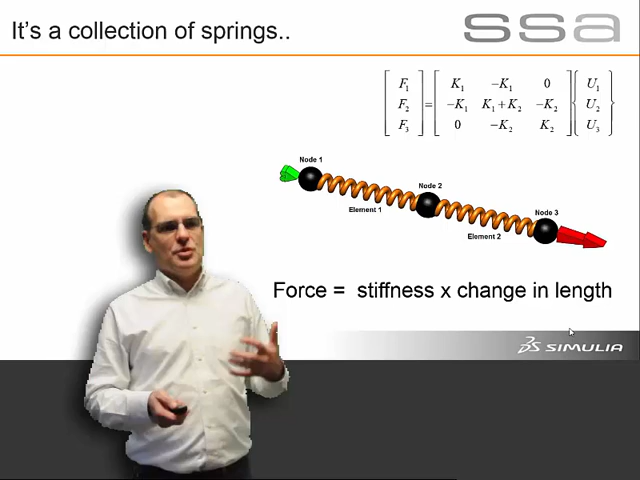 It's a collection of springs..
ssa
F1 = K1 −K1 0 U1
F2 −K1 K1+K2 −K2 U2
F3 0 −K2 K2 U3
Node 1
Node 2
Element 1
Node 3
Element 2
Force = stiffness x change in length
3DS SIMULIA